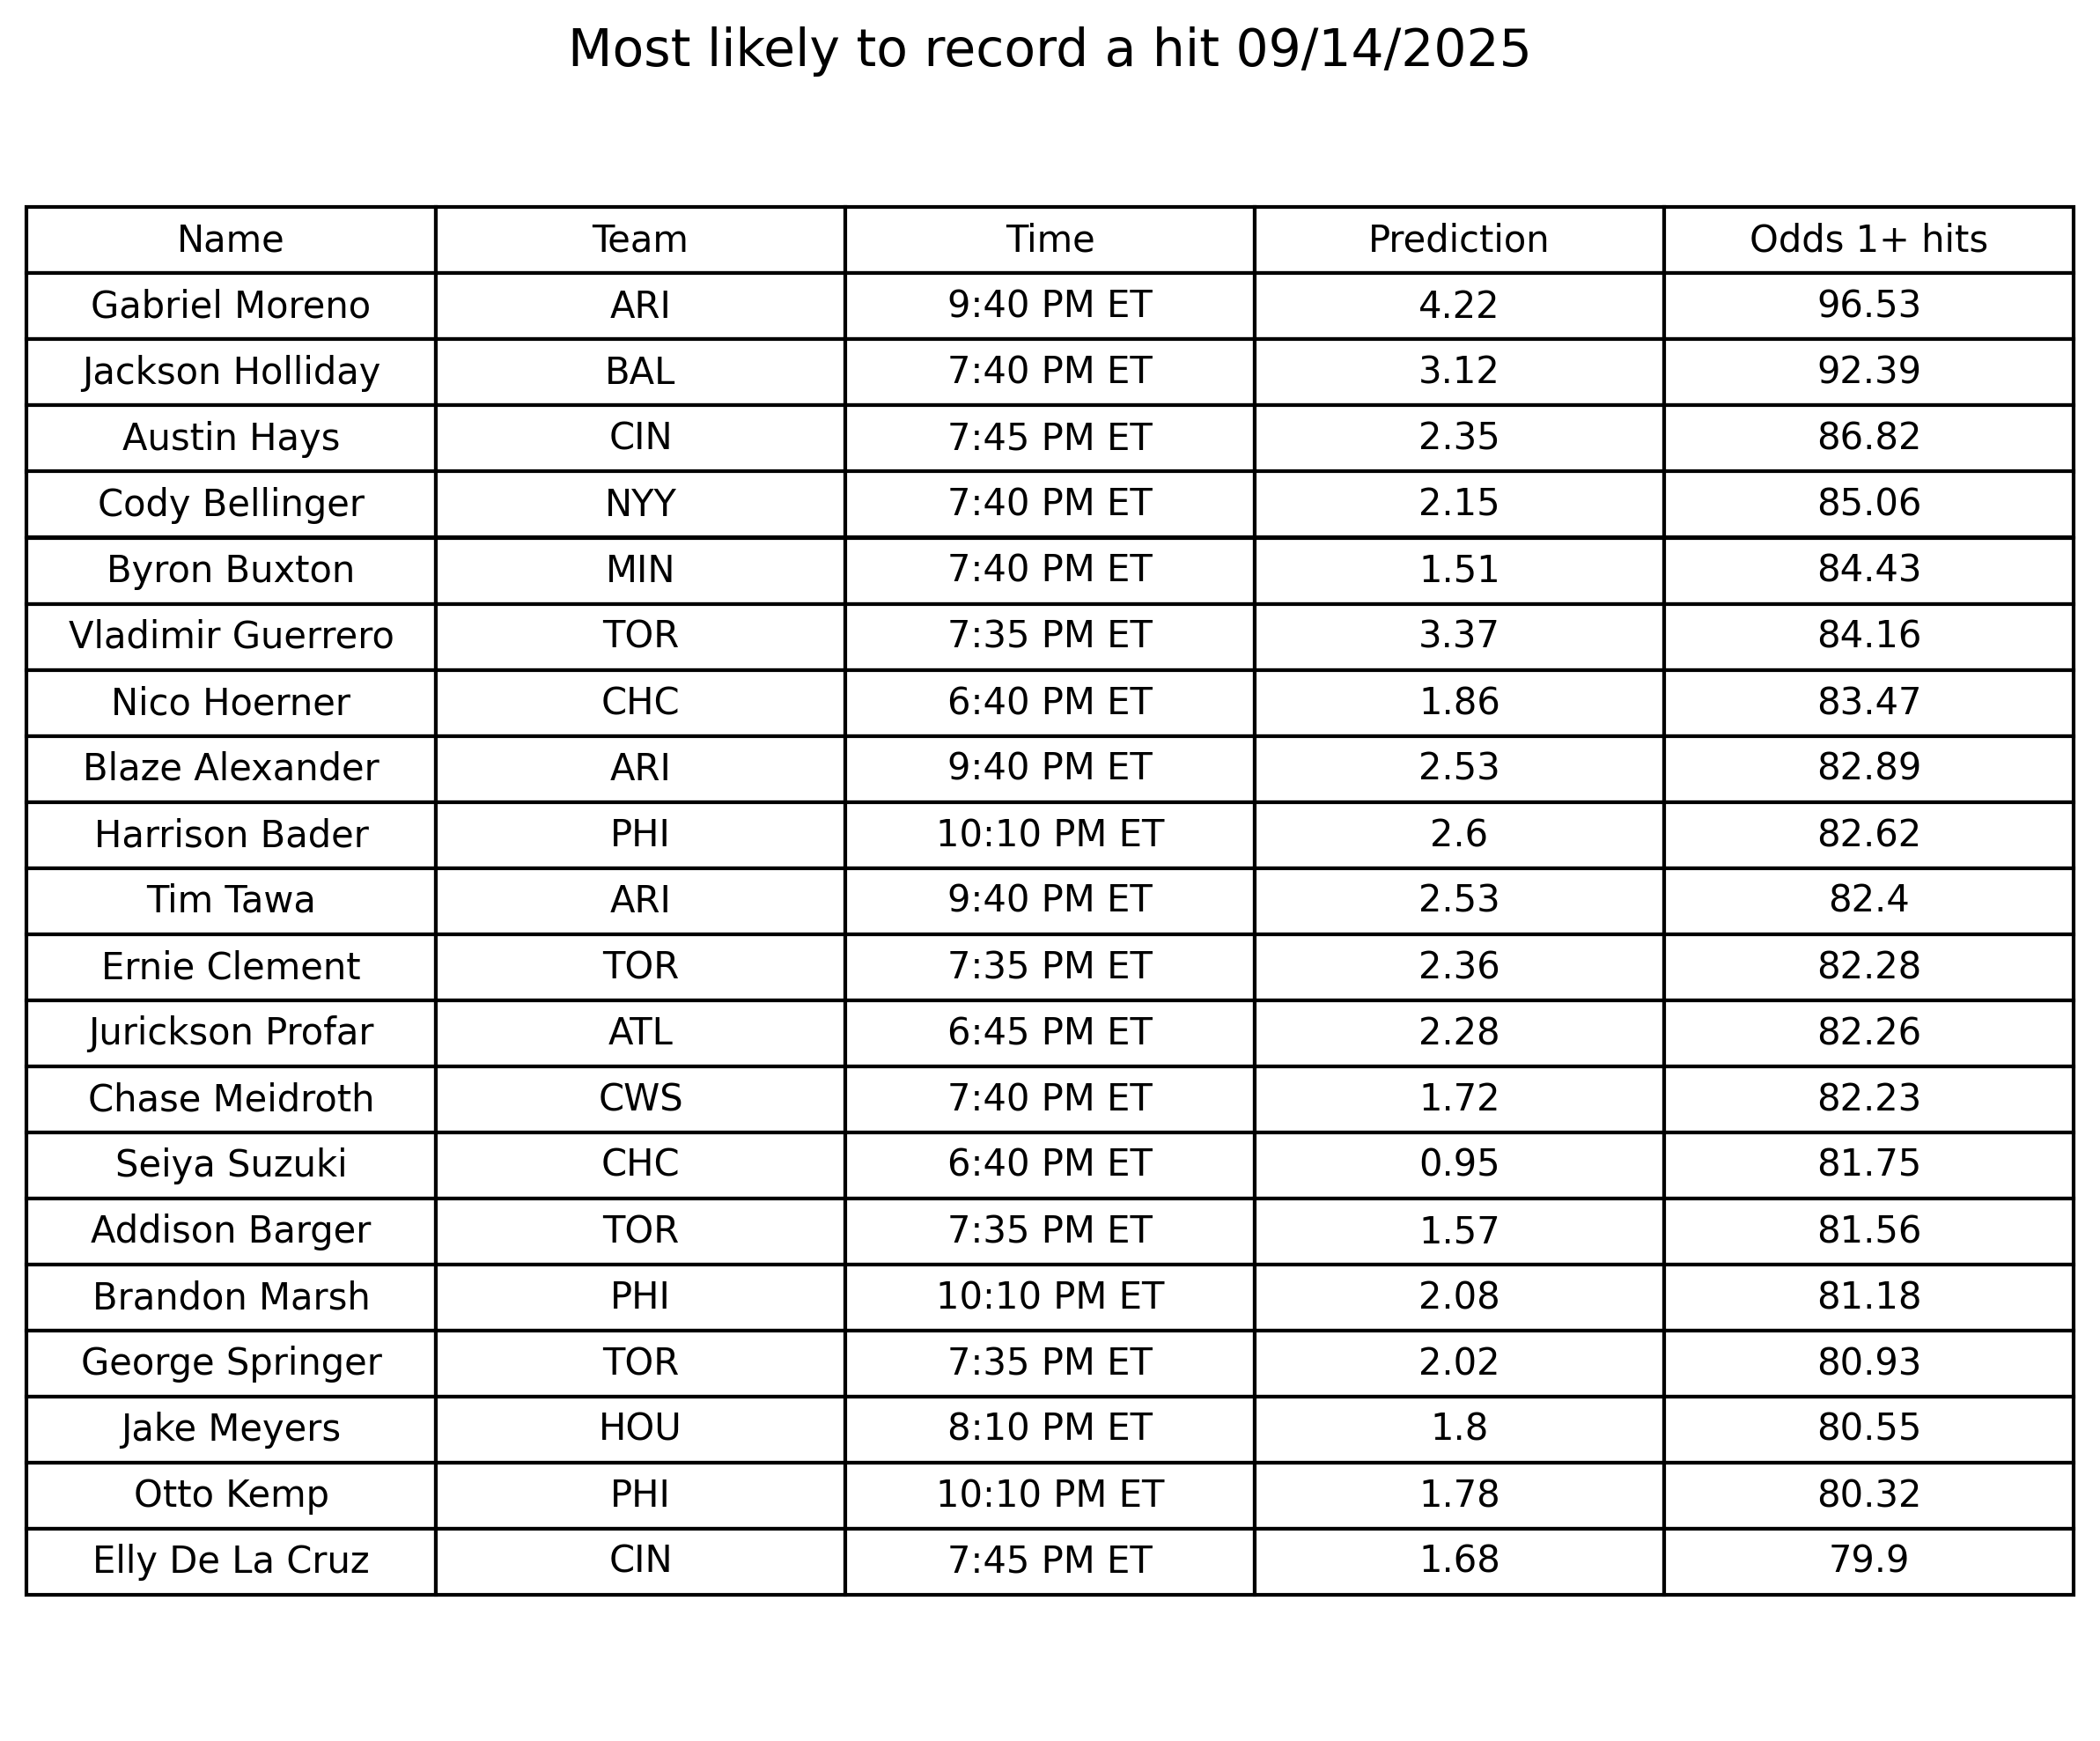 Most likely to record a hit 09/14/2025
Name Team Time Prediction Odds 1+ hits
Gabriel Moreno ARI 9:40 PM ET 4.22 96.53
Jackson Holliday BAL 7:40 PM ET 3.12 92.39
Austin Hays CIN 7:45 PM ET 2.35 86.82
Cody Bellinger NYY 7:40 PM ET 2.15 85.06
Byron Buxton MIN 7:40 PM ET 1.51 84.43
Vladimir Guerrero TOR 7:35 PM ET 3.37 84.16
Nico Hoerner CHC 6:40 PM ET 1.86 83.47
Blaze Alexander ARI 9:40 PM ET 2.53 82.89
Harrison Bader PHI 10:10 PM ET 2.6 82.62
Tim Tawa ARI 9:40 PM ET 2.53 82.4
Ernie Clement TOR 7:35 PM ET 2.36 82.28
Jurickson Profar ATL 6:45 PM ET 2.28 82.26
Chase Meidroth CWS 7:40 PM ET 1.72 82.23
Seiya Suzuki CHC 6:40 PM ET 0.95 81.75
Addison Barger TOR 7:35 PM ET 1.57 81.56
Brandon Marsh PHI 10:10 PM ET 2.08 81.18
George Springer TOR 7:35 PM ET 2.02 80.93
Jake Meyers HOU 8:10 PM ET 1.8 80.55
Otto Kemp PHI 10:10 PM ET 1.78 80.32
Elly De La Cruz CIN 7:45 PM ET 1.68 79.9